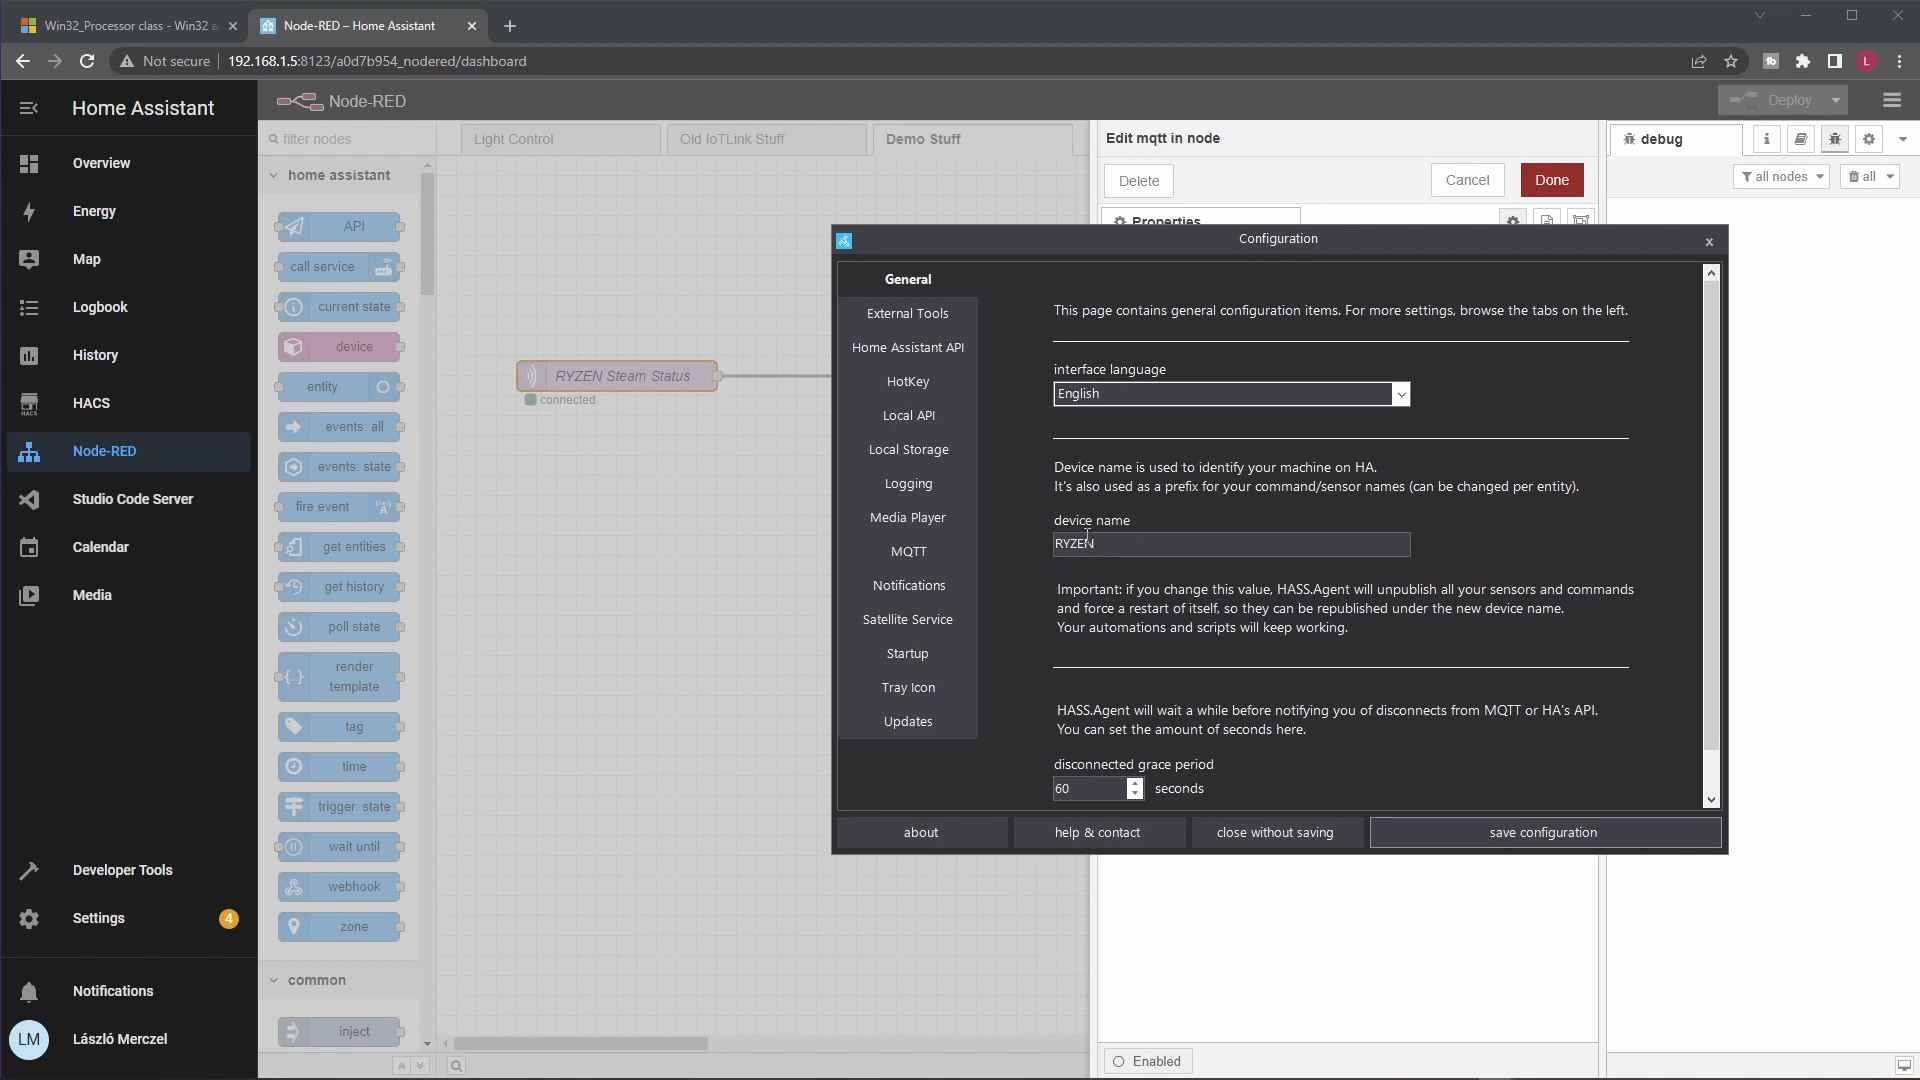 Win32_Processor class - Win32 a
Node-RED – Home Assistant
Not secure
192.168.1.5:8123/a0d7b954_nodered/dashboard
L
Home Assistant
Overview
Energy
Map
Logbook
History
HACS
HACS
Node-RED
Studio Code Server
Calendar
Media
Developer Tools
Settings
4
Notifications
LM
László Merczel
Node-RED
Deploy
filter nodes
home assistant
API
call service
current state
device
entity
events: all
events: state
fire event
get entities
get history
poll state
render
template
tag
time
trigger: state
wait until
webhook
zone
common
inject
Light Control
Old IoTLink Stuff
Demo Stuff
RYZEN Steam Status
connected
Edit mqtt in node
Delete
Cancel
Done
Properties
debug
all nodes
all
Configuration
x
General
External Tools
Home Assistant API
HotKey
Local API
Local Storage
Logging
Media Player
MQTT
Notifications
Satellite Service
Startup
Tray Icon
Updates
This page contains general configuration items. For more settings, browse the tabs on the left.
interface language
English
Device name is used to identify your machine on HA.
It's also used as a prefix for your command/sensor names (can be changed per entity).
device name
RYZEN
Important: if you change this value, HASS.Agent will unpublish all your sensors and commands
and force a restart of itself, so they can be republished under the new device name.
Your automations and scripts will keep working.
HASS.Agent will wait a while before notifying you of disconnects from MQTT or HA's API.
You can set the amount of seconds here.
disconnected grace period
60
seconds
about
help & contact
close without saving
save configuration
Enabled